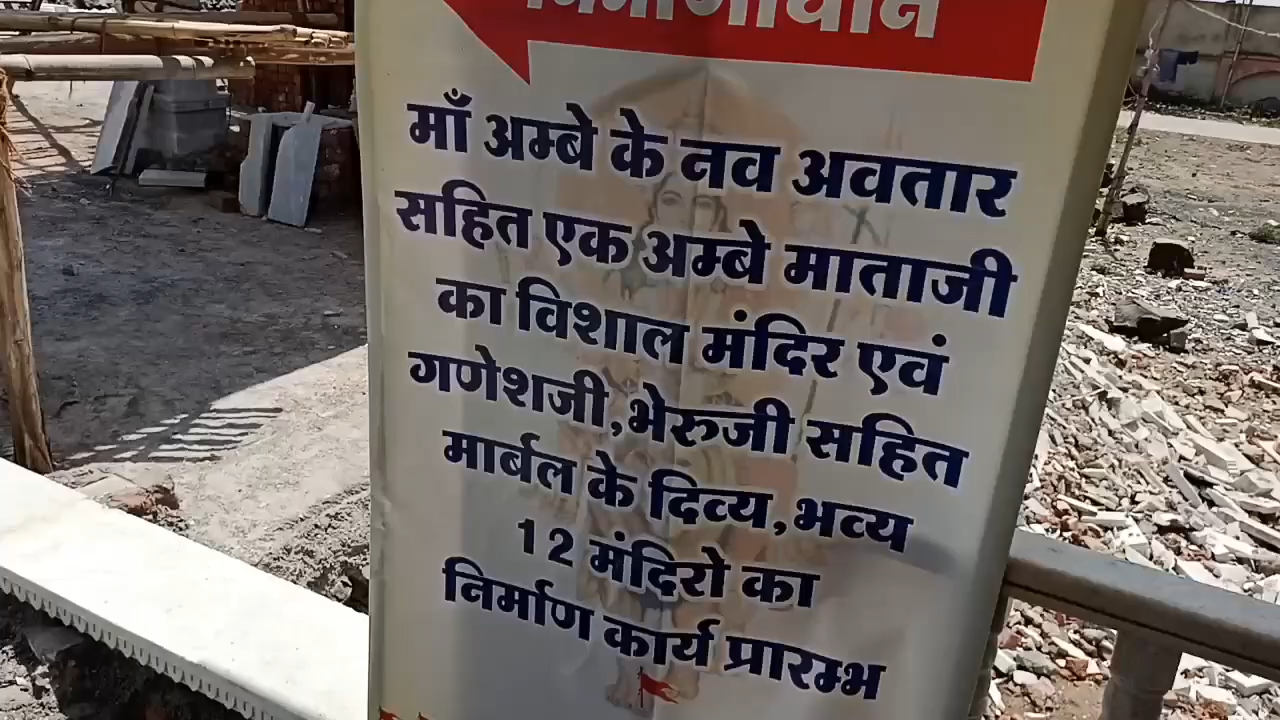 निर्माणाधीन
माँ अम्बे के नव अवतार
सहित एक अम्बे माताजी
का विशाल मंदिर एवं
गणेशजी,भेरुजी सहित
मार्बल के दिव्य,भव्य
12 मंदिरो का
निर्माण कार्य प्रारम्भ